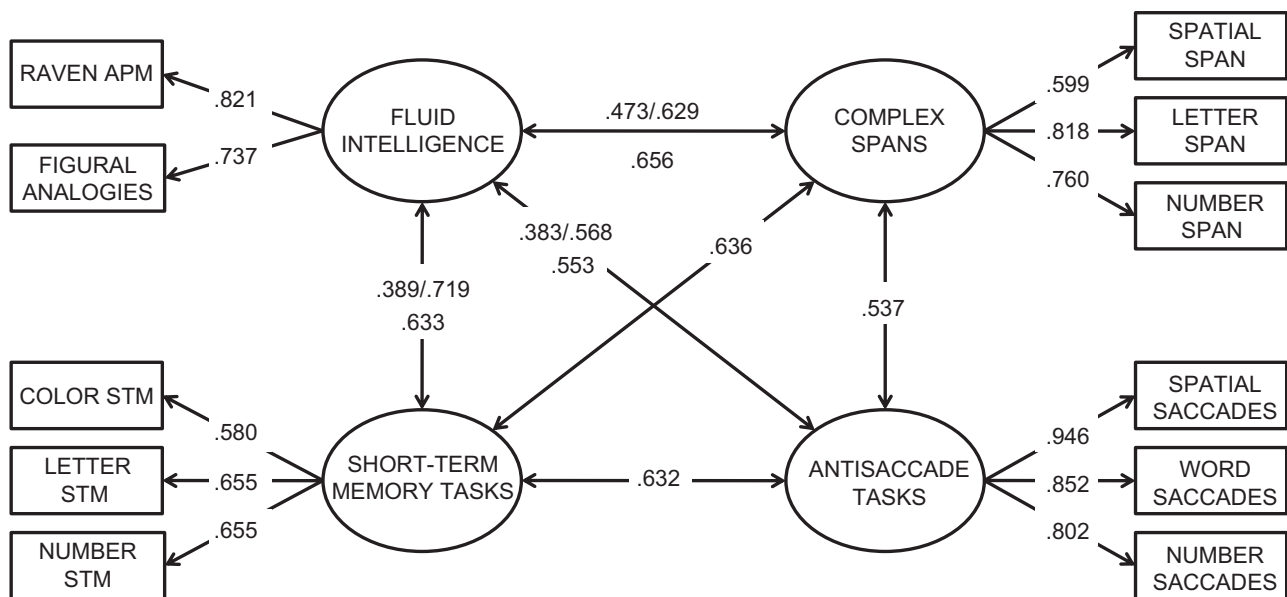 RAVEN APM
FIGURAL
ANALOGIES
.821
.737
FLUID
INTELLIGENCE
.473/.629
.656
COMPLEX
SPANS
.599
.818
.760
SPATIAL
SPAN
LETTER
SPAN
NUMBER
SPAN
.389/.719
.633
.383/.568
.553
.636
.537
COLOR STM
LETTER
STM
NUMBER
STM
.580
.655
.655
SHORT-TERM
MEMORY TASKS
.632
ANTISACCADE
TASKS
.946
.852
.802
SPATIAL
SACCADES
WORD
SACCADES
NUMBER
SACCADES